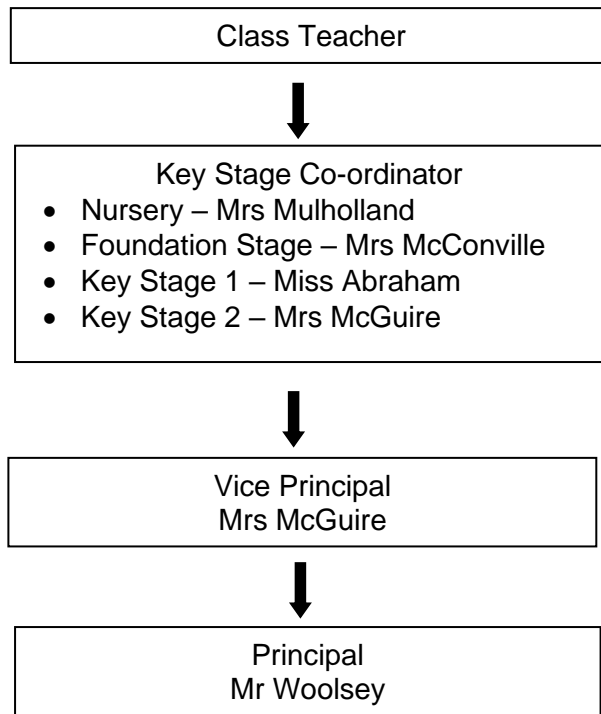 Class Teacher
Key Stage Co-ordinator
• Nursery – Mrs Mulholland
• Foundation Stage – Mrs McConville
• Key Stage 1 – Miss Abraham
• Key Stage 2 – Mrs McGuire
Vice Principal
Mrs McGuire
Principal
Mr Woolsey